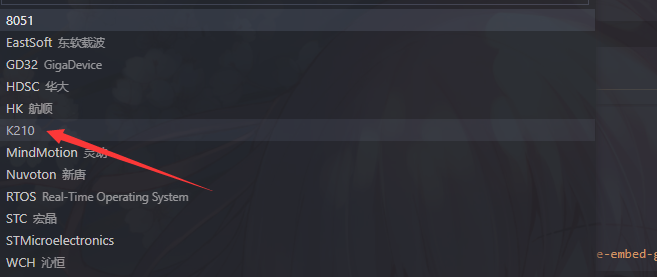 8051
EastSoft 东软载波
GD32 GigaDevice
HDSC 华大
HK 航顺
K210
MindMotion 灵动
Nuvoton 新唐
RTOS Real-Time Operating System
STC 宏晶
STMicroelectronics
WCH 沁恒
e-embed-g